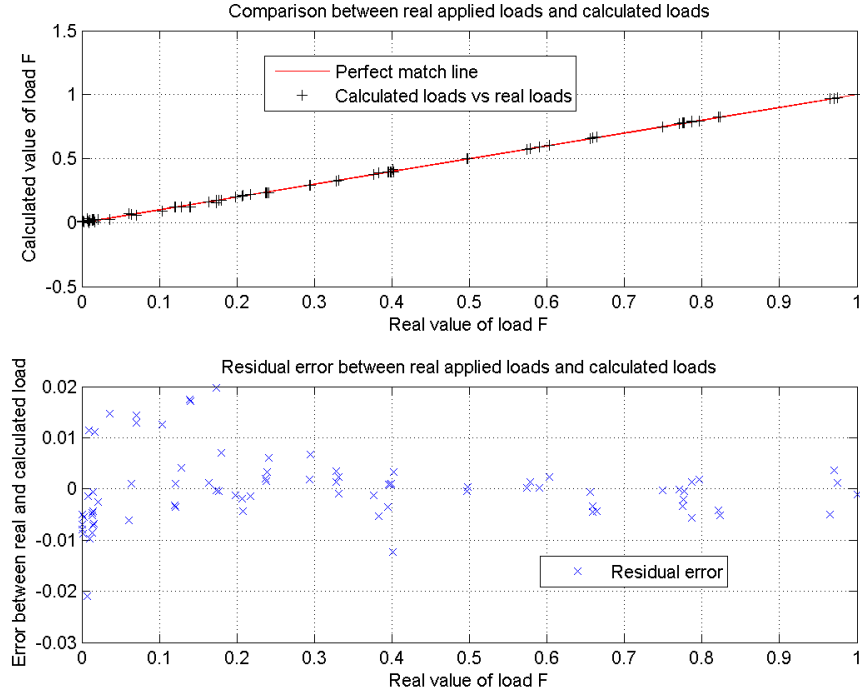 Comparison between real applied loads and calculated loads
Calculated value of load F
1.5
1
0.5
0
-0.5
Perfect match line
Calculated loads vs real loads
0 0.1 0.2 0.3 0.4 0.5 0.6 0.7 0.8 0.9 1
Real value of load F
Residual error between real applied loads and calculated loads
Error between real and calculated load
0.02
0.01
0
-0.01
-0.02
-0.03
Residual error
0 0.1 0.2 0.3 0.4 0.5 0.6 0.7 0.8 0.9 1
Real value of load F